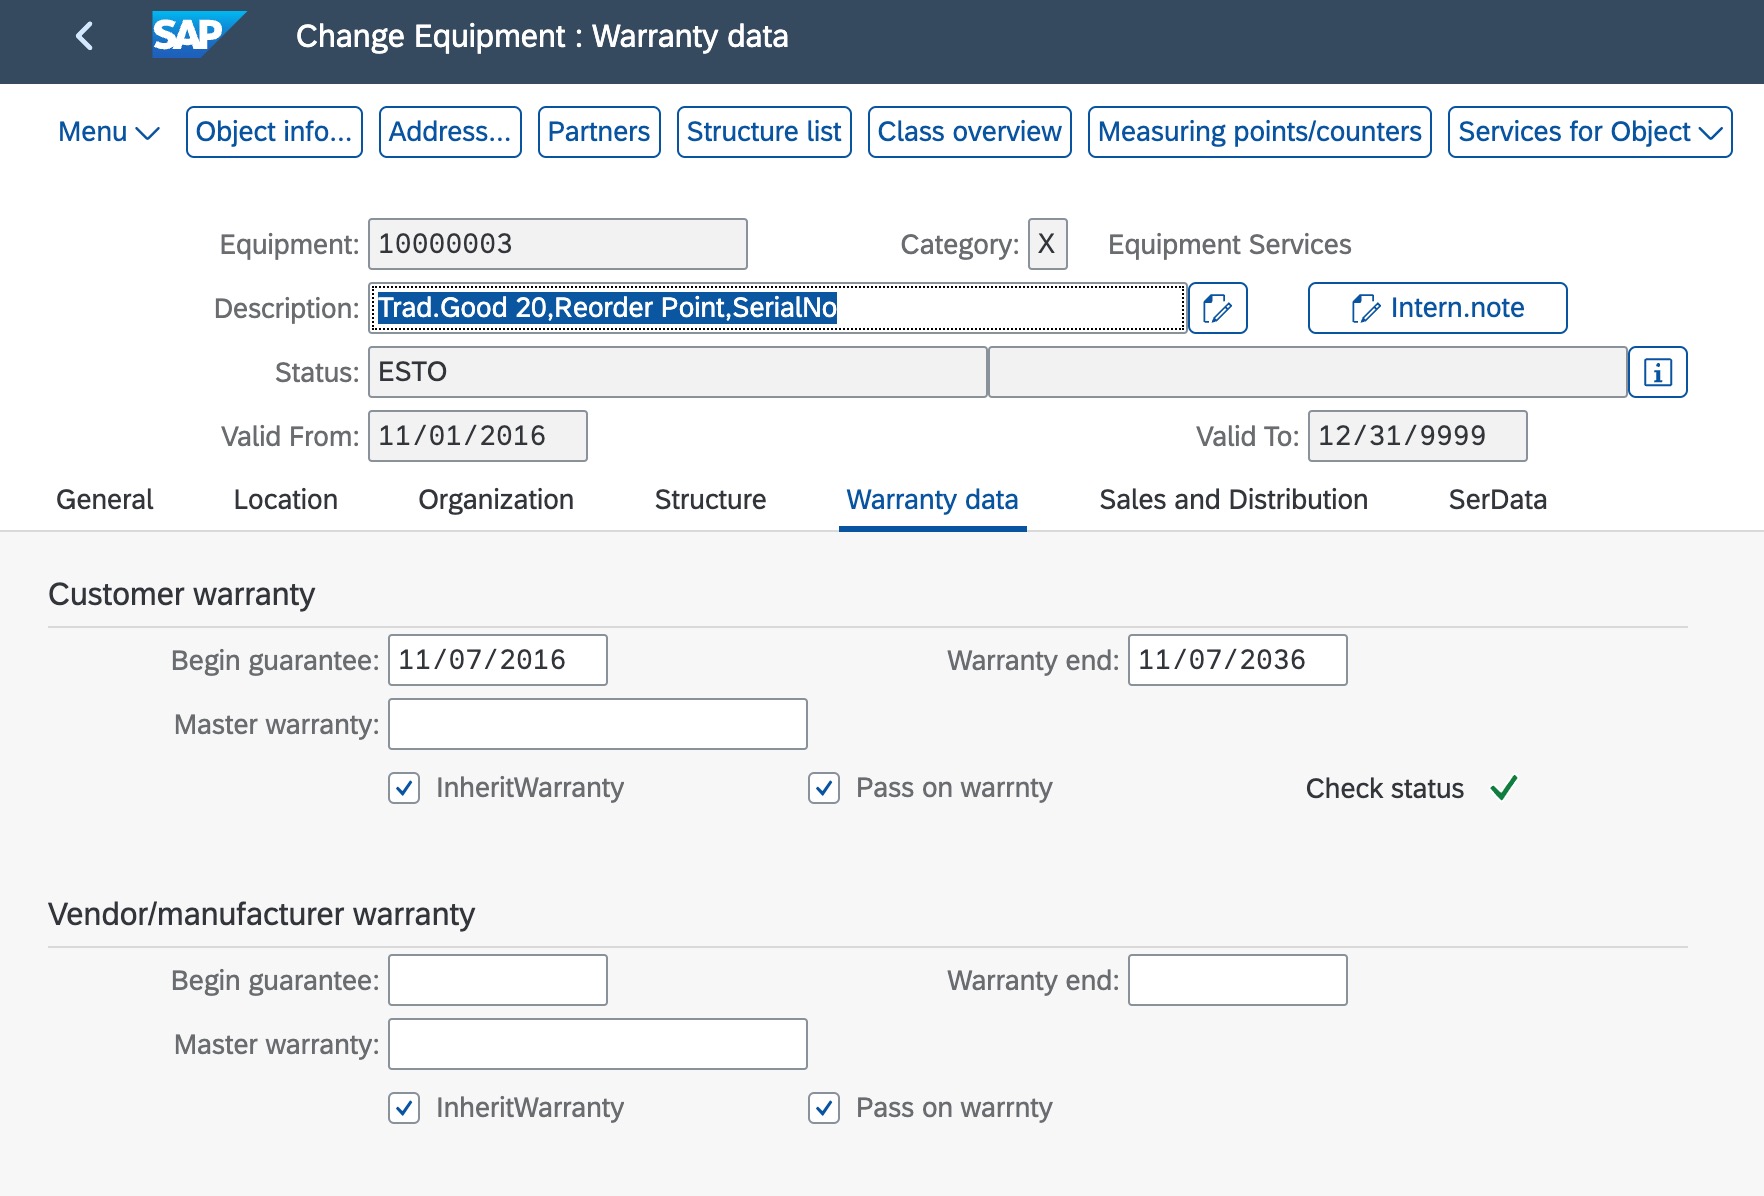 SAP Change Equipment : Warranty data
Menu Object info... Address... Partners Structure list Class overview Measuring points/counters Services for Object
Equipment: 10000003 Category: X Equipment Services
Description: Trad.Good 20,Reorder Point,SerialNo Intern.note
Status: ESTO
Valid From: 11/01/2016 Valid To: 12/31/9999
General Location Organization Structure Warranty data Sales and Distribution SerData
Customer warranty
Begin guarantee: 11/07/2016 Warranty end: 11/07/2036
Master warranty:
InheritWarranty Pass on warrnty Check status
Vendor/manufacturer warranty
Begin guarantee: Warranty end:
Master warranty:
InheritWarranty Pass on warrnty